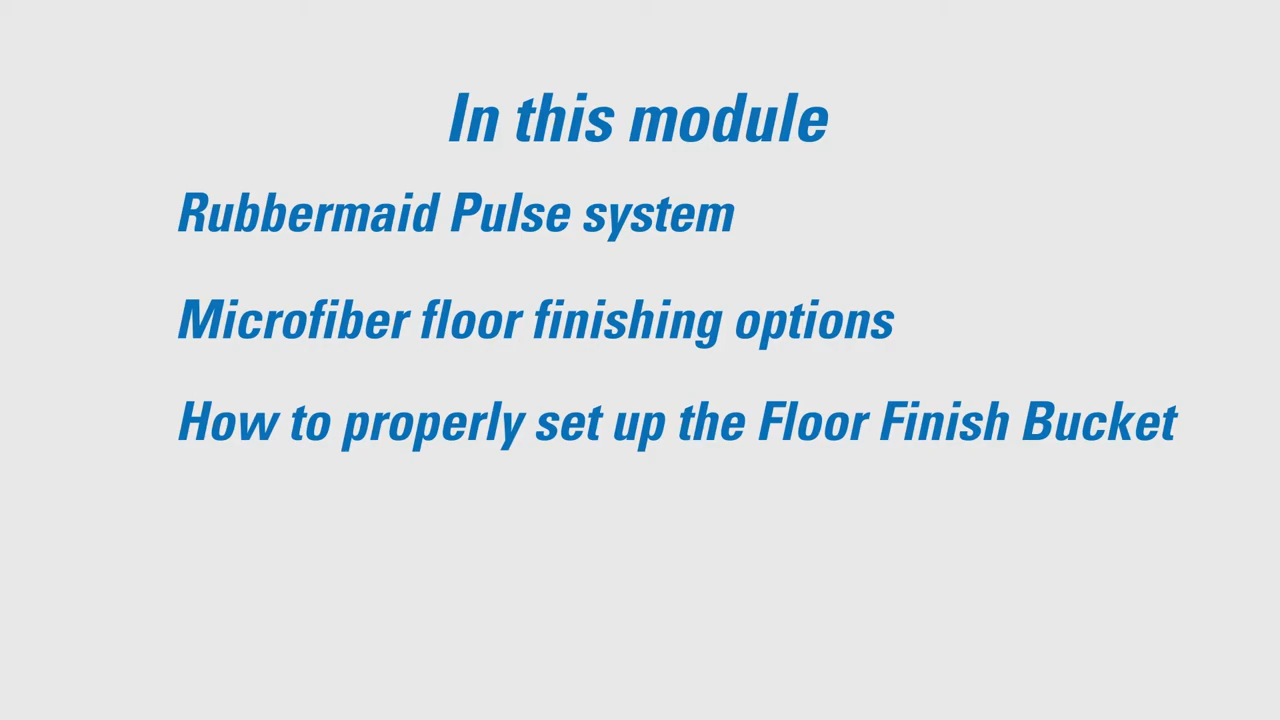 In this module
Rubbermaid Pulse system
Microfiber floor finishing options
How to properly set up the Floor Finish Bucket